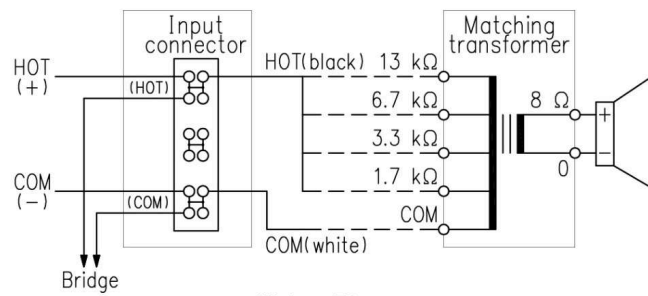 Input
connector
Matching
transformer
HOT
(+)
(HOT)
HOT(black)
13 kΩ
6.7 kΩ
3.3 kΩ
1.7 kΩ
COM
8 Ω
+
−
0
COM
(−)
(COM)
COM(white)
Bridge